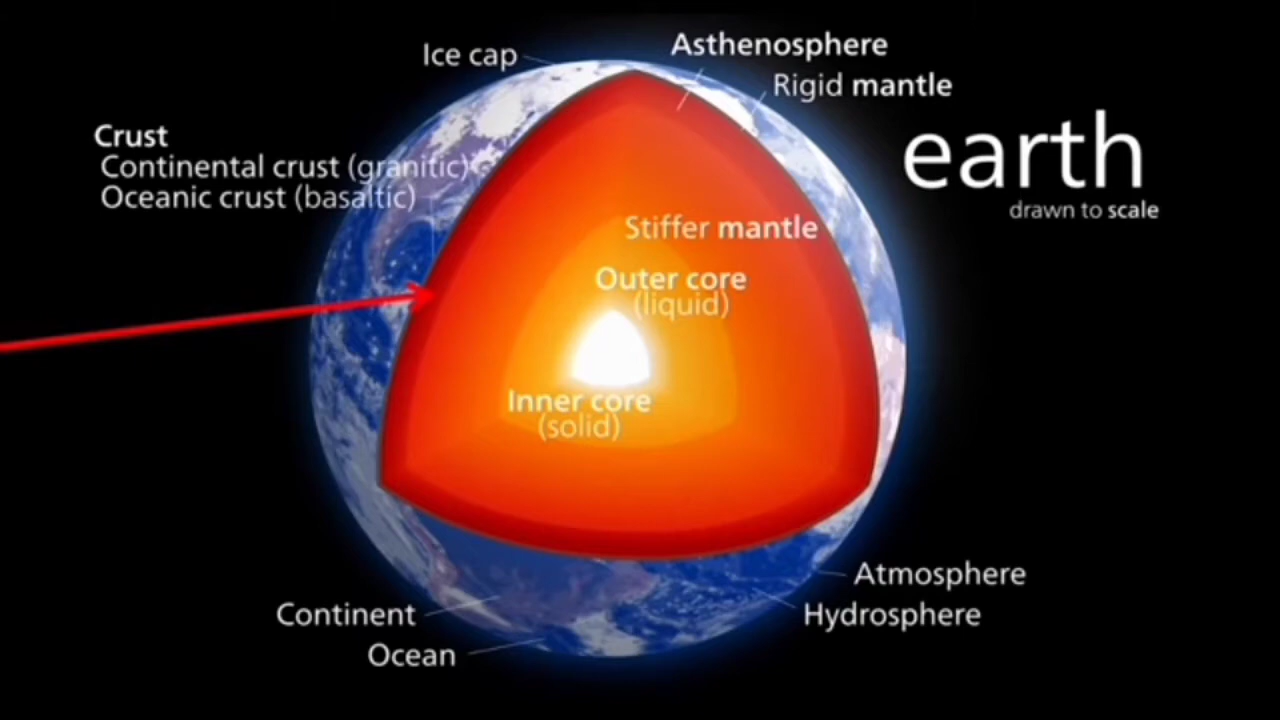 Ice cap
Asthenosphere
Rigid mantle
earth
drawn to scale
Crust
Continental crust (granitic)
Oceanic crust (basaltic)
Stiffer mantle
Outer core
(liquid)
Inner core
(solid)
Atmosphere
Hydrosphere
Continent
Ocean